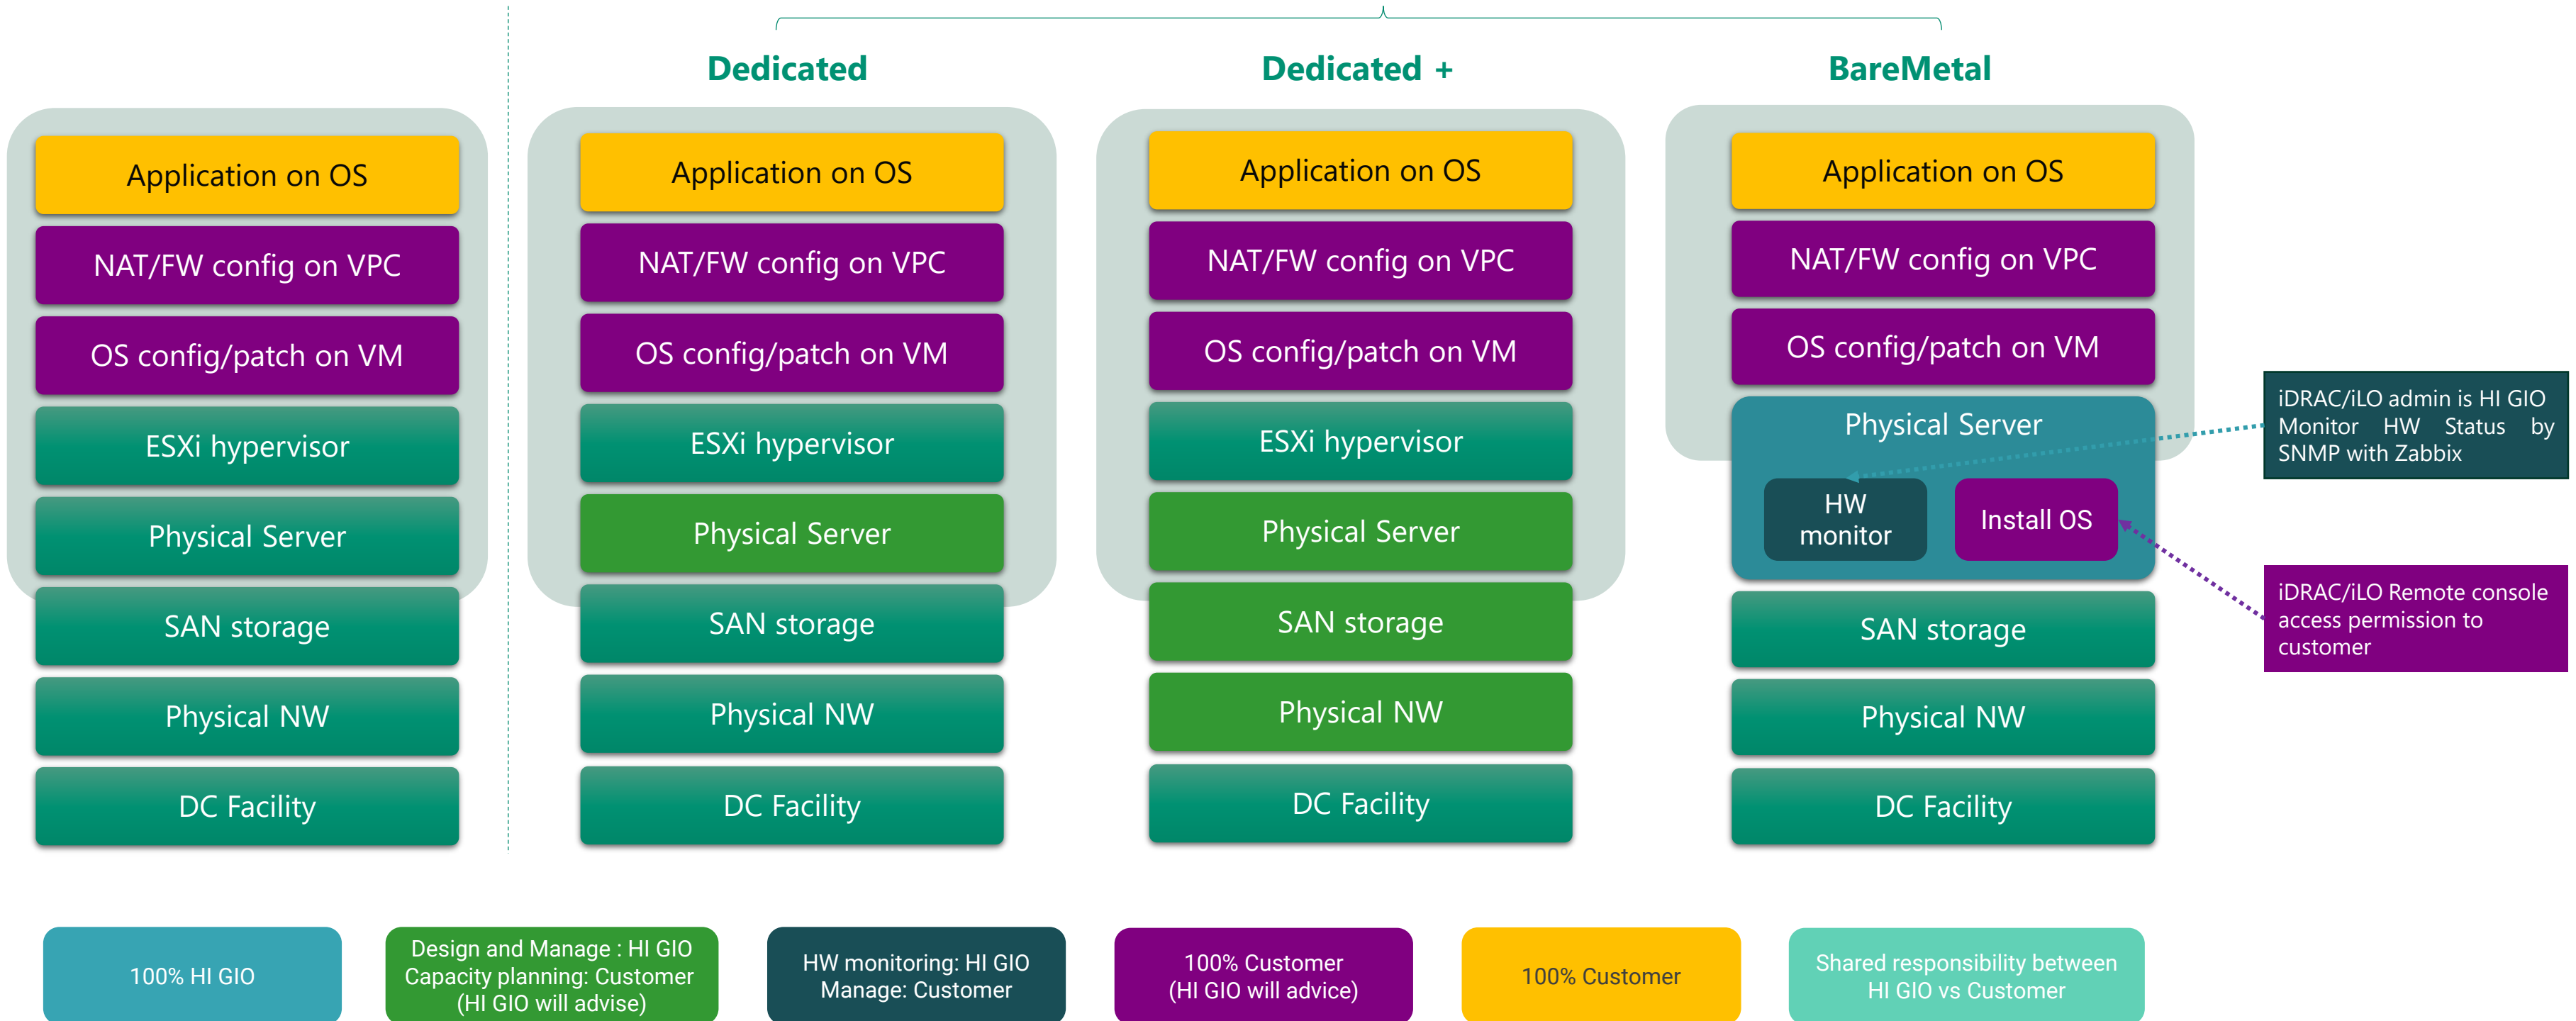 Dedicated
Dedicated +
BareMetal
Application on OS
NAT/FW config on VPC
OS config/patch on VM
ESXi hypervisor
Physical Server
SAN storage
Physical NW
DC Facility
Application on OS
NAT/FW config on VPC
OS config/patch on VM
ESXi hypervisor
Physical Server
SAN storage
Physical NW
DC Facility
Application on OS
NAT/FW config on VPC
OS config/patch on VM
ESXi hypervisor
Physical Server
SAN storage
Physical NW
DC Facility
Application on OS
NAT/FW config on VPC
OS config/patch on VM
Physical Server
HW
monitor
Install OS
SAN storage
Physical NW
DC Facility
iDRAC/iLO admin is HI GIO
Monitor HW Status by
SNMP with Zabbix
iDRAC/iLO Remote console
access permission to
customer
100% HI GIO
Design and Manage : HI GIO
Capacity planning: Customer
(HI GIO will advise)
HW monitoring: HI GIO
Manage: Customer
100% Customer
(HI GIO will advice)
100% Customer
Shared responsibility between
HI GIO vs Customer